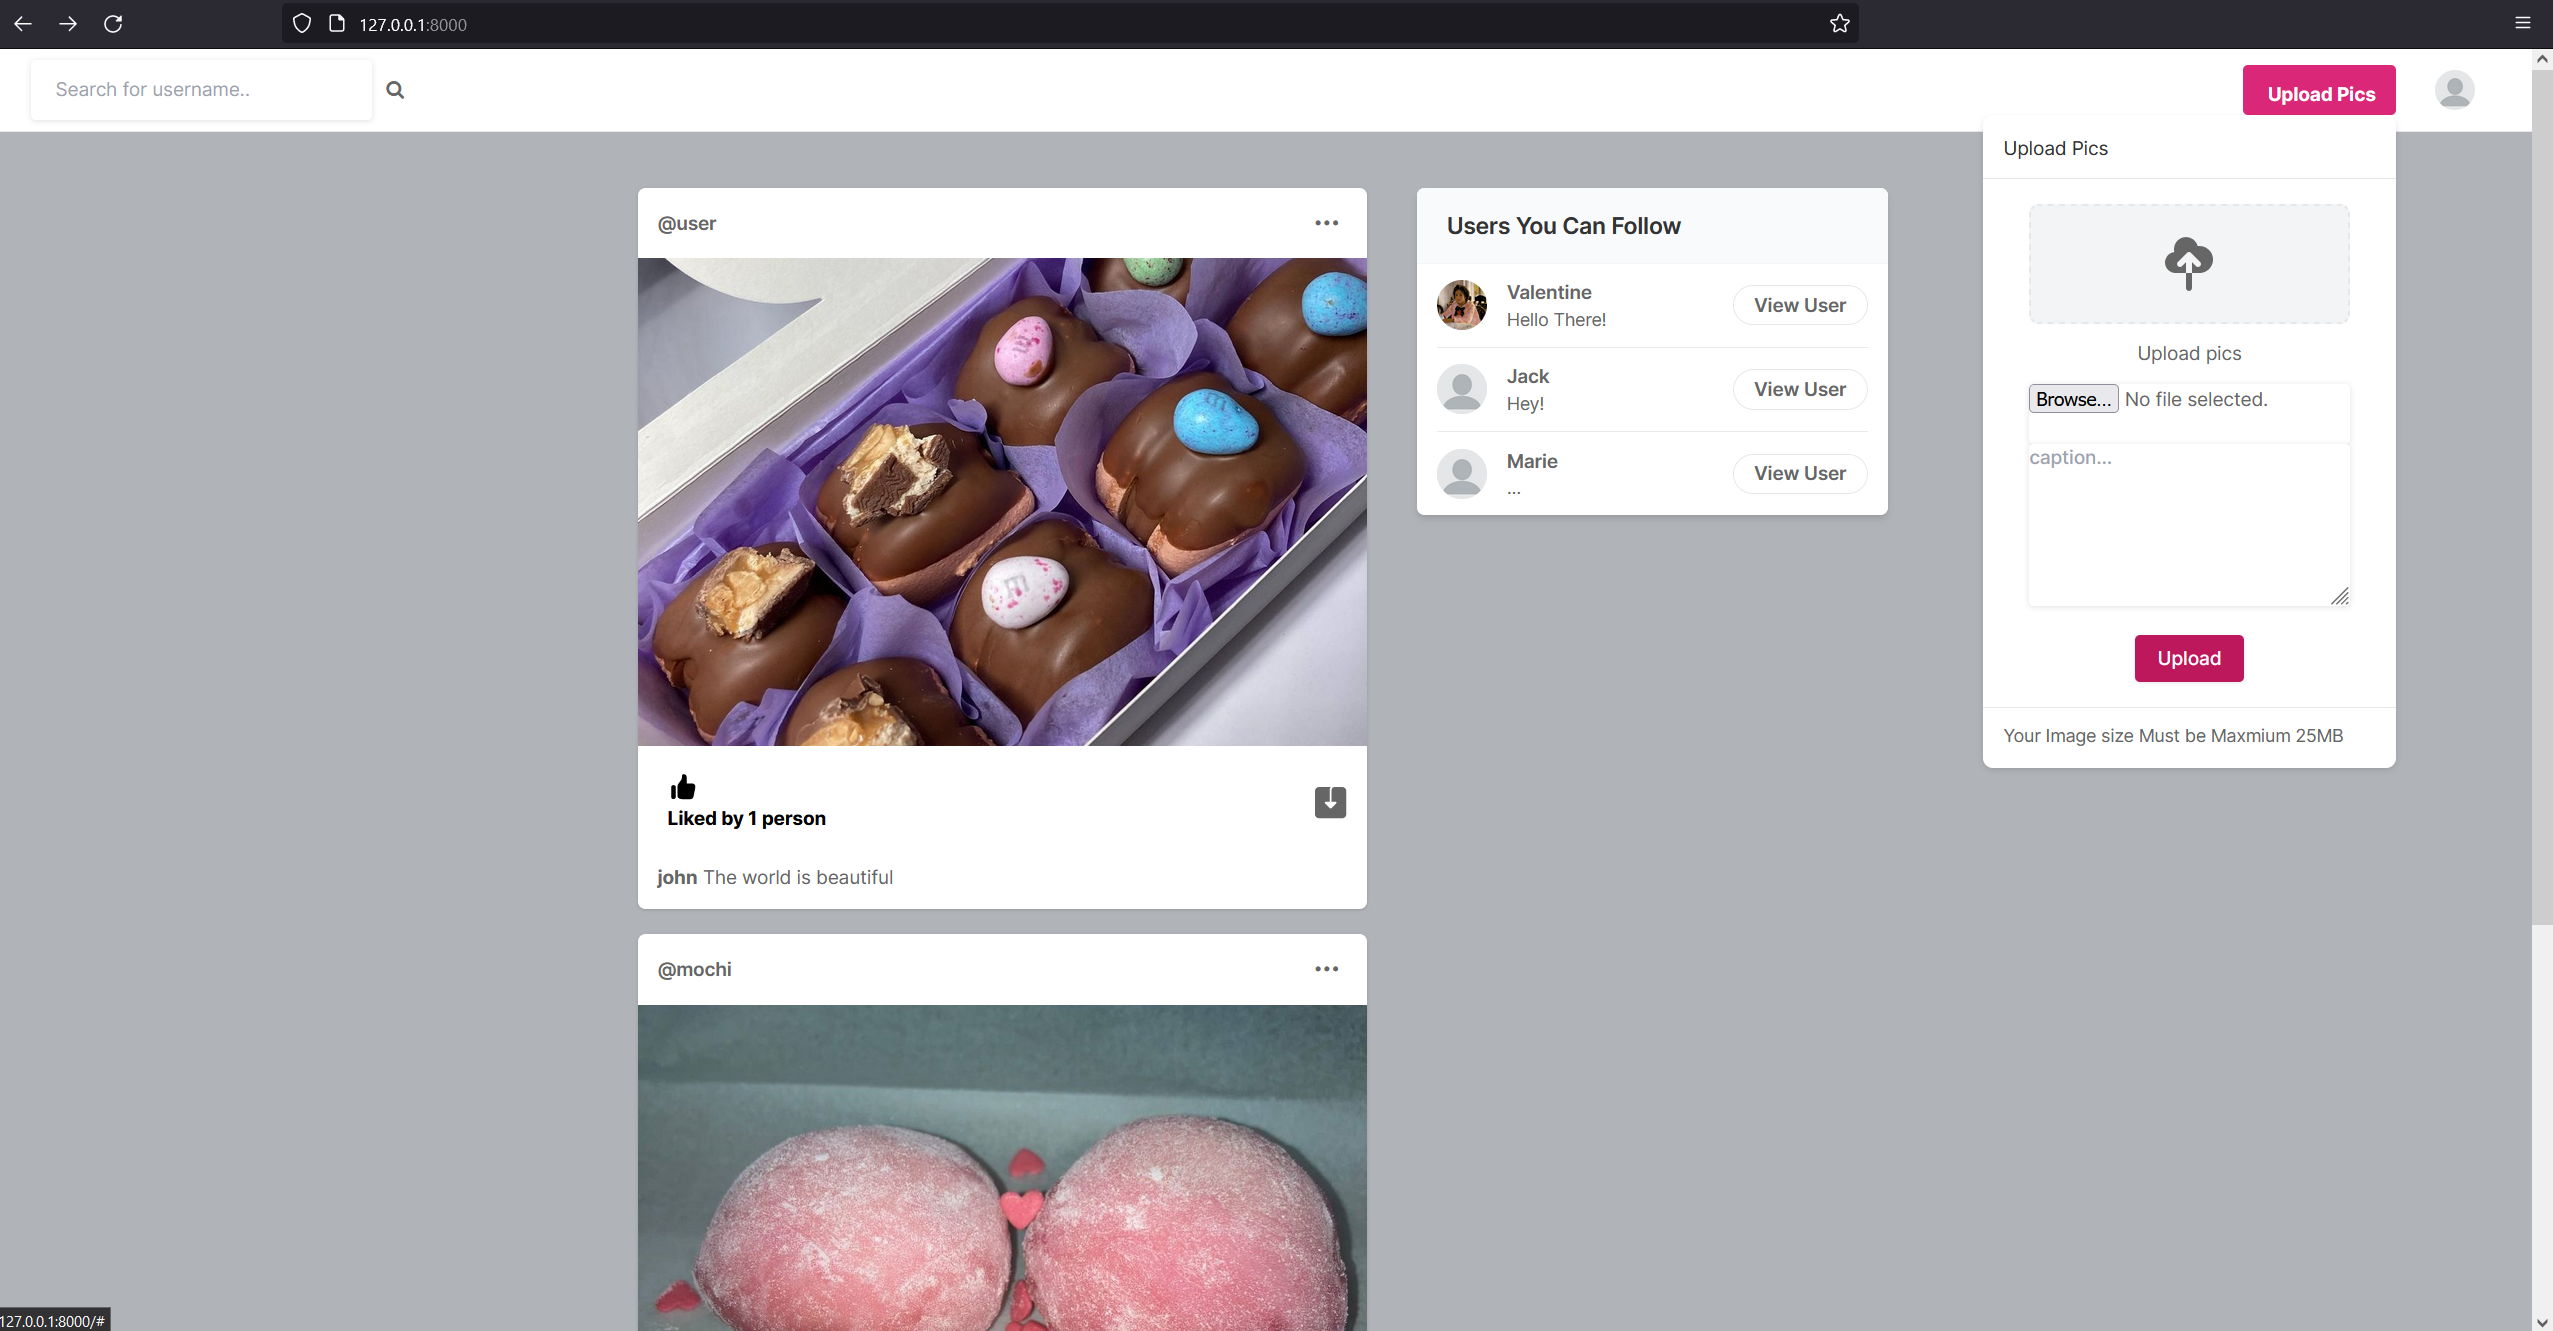 127.0.0.1:8000
Search for username..
Upload Pics
Upload Pics
Upload pics
Browse... No file selected.
caption...
Upload
Your Image size Must be Maxmium 25MB
@user
Liked by 1 person
john The world is beautiful
@mochi
Users You Can Follow
Valentine
Hello There!
View User
Jack
Hey!
View User
Marie
...
View User
127.0.0.1:8000/#